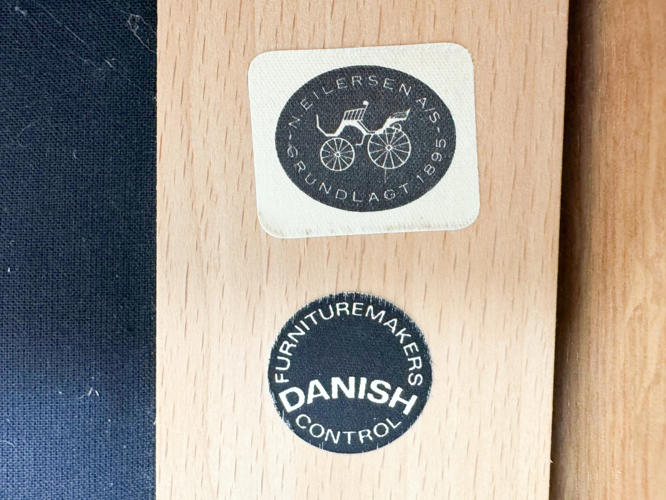 N. EILERSEN A/S
GRUNDLAGT 1895
FURNITUREMAKERS
DANISH
CONTROL